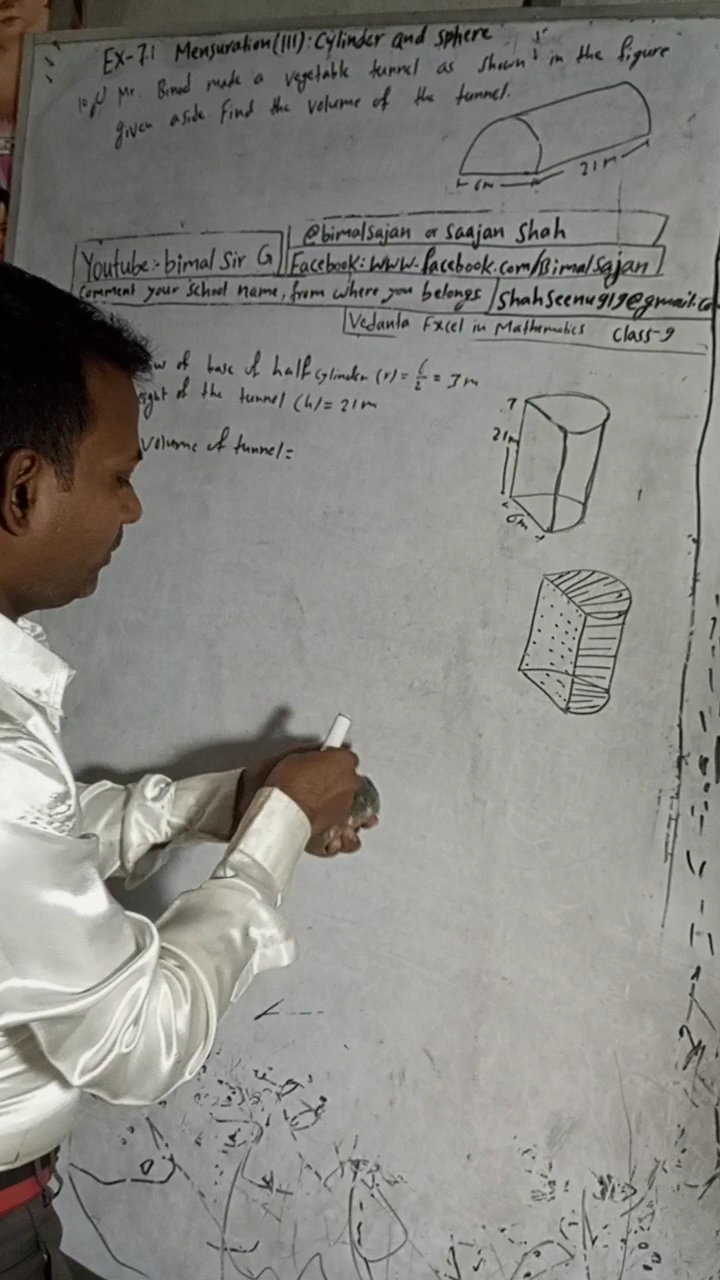 Ex-7.1 Mensuration(III): Cylinder and sphere
10. a) Mr. Binod made a vegetable tunnel as shown in the figure
given aside. Find the volume of the tunnel.
6m
21m
Youtube:- bimal Sir G
@bimalsajan or Saajan Shah
Facebook: www.facebook.com/Bimalsajan
Comment your school name, from where you belongs
Shahseenu919@gmail.co
Vedanta Excel in Mathematics Class-9
of base of half cylinder (r) = 6/2 = 3m
ght of the tunnel (h) = 21m
Volume of tunnel =
21m
6m